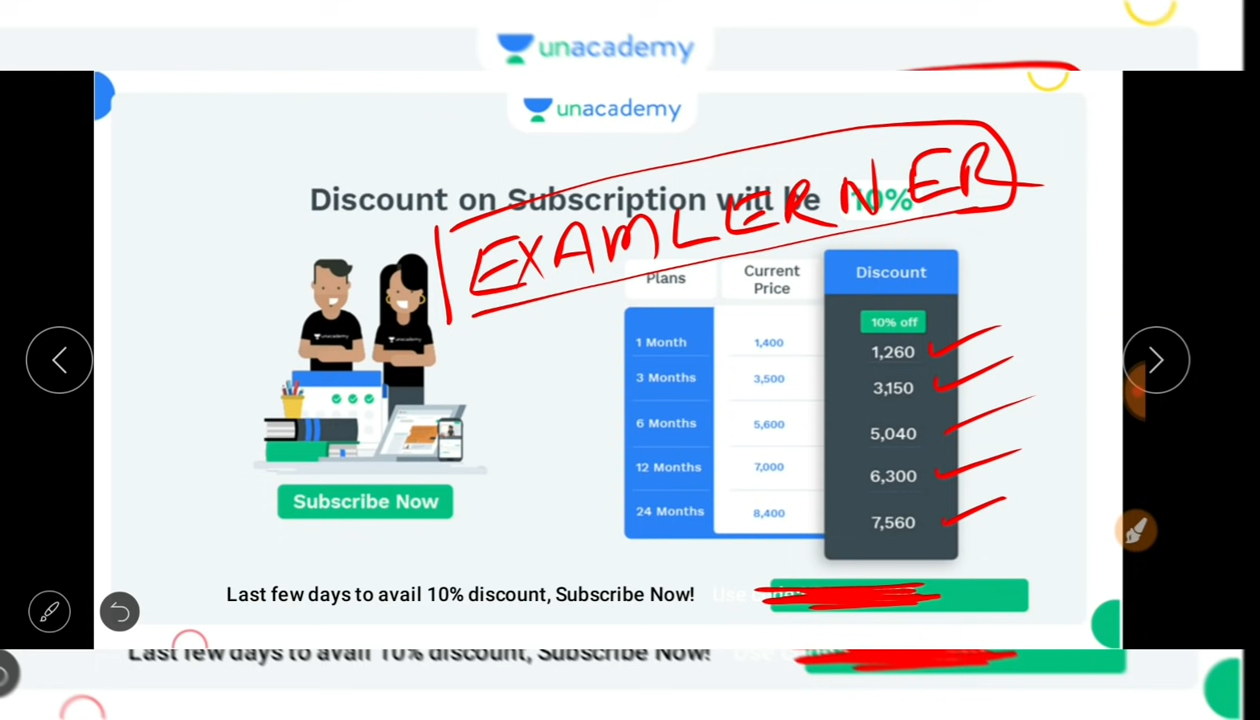 unacademy
unacademy
Discount on Subscription will be 10%
EXAMLERNER
Plans Current Price Discount
10% off
1 Month 1,400 1,260
3 Months 3,500 3,150
6 Months 5,600 5,040
12 Months 7,000 6,300
24 Months 8,400 7,560
Subscribe Now
Last few days to avail 10% discount, Subscribe Now! Use
Last few days to avail 10% discount, Subscribe Now! Use